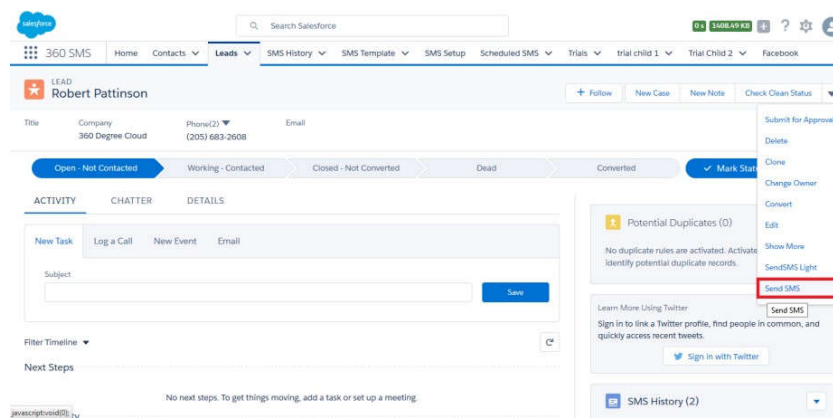 salesforce
Search Salesforce
0 s 1408.49 KB
360 SMS Home Contacts Leads SMS History SMS Template SMS Setup Scheduled SMS Trials trial child 1 Trial Child 2 Facebook
LEAD
Robert Pattinson
+ Follow New Case New Note Check Clean Status
Title Company Phone(2) Email
360 Degree Cloud (205) 683-2608
Submit for Approval
Delete
Clone
Change Owner
Convert
Edit
Show More
SendSMS Light
Send SMS
Send SMS
Open - Not Contacted Working - Contacted Closed - Not Converted Dead Converted Mark Stat
ACTIVITY CHATTER DETAILS
New Task Log a Call New Event Email
Subject
Save
Filter Timeline
Next Steps
No next steps. To get things moving, add a task or set up a meeting.
javascript:void(0);
Potential Duplicates (0)
No duplicate rules are activated. Activate
identify potential duplicate records.
Learn More Using Twitter
Sign in to link a Twitter profile, find people in common, and
quickly access recent tweets.
Sign in with Twitter
SMS History (2)